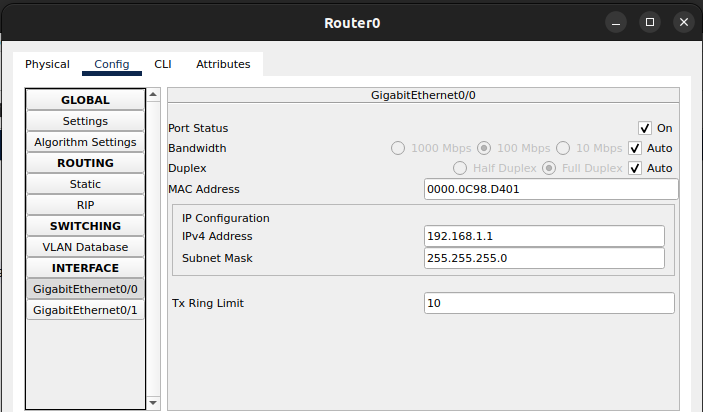 Router0
Physical Config CLI Attributes
GLOBAL
Settings
Algorithm Settings
ROUTING
Static
RIP
SWITCHING
VLAN Database
INTERFACE
GigabitEthernet0/0
GigabitEthernet0/1
GigabitEthernet0/0
Port Status On
Bandwidth 1000 Mbps 100 Mbps 10 Mbps Auto
Duplex Half Duplex Full Duplex Auto
MAC Address 0000.0C98.D401
IP Configuration
IPv4 Address 192.168.1.1
Subnet Mask 255.255.255.0
Tx Ring Limit 10